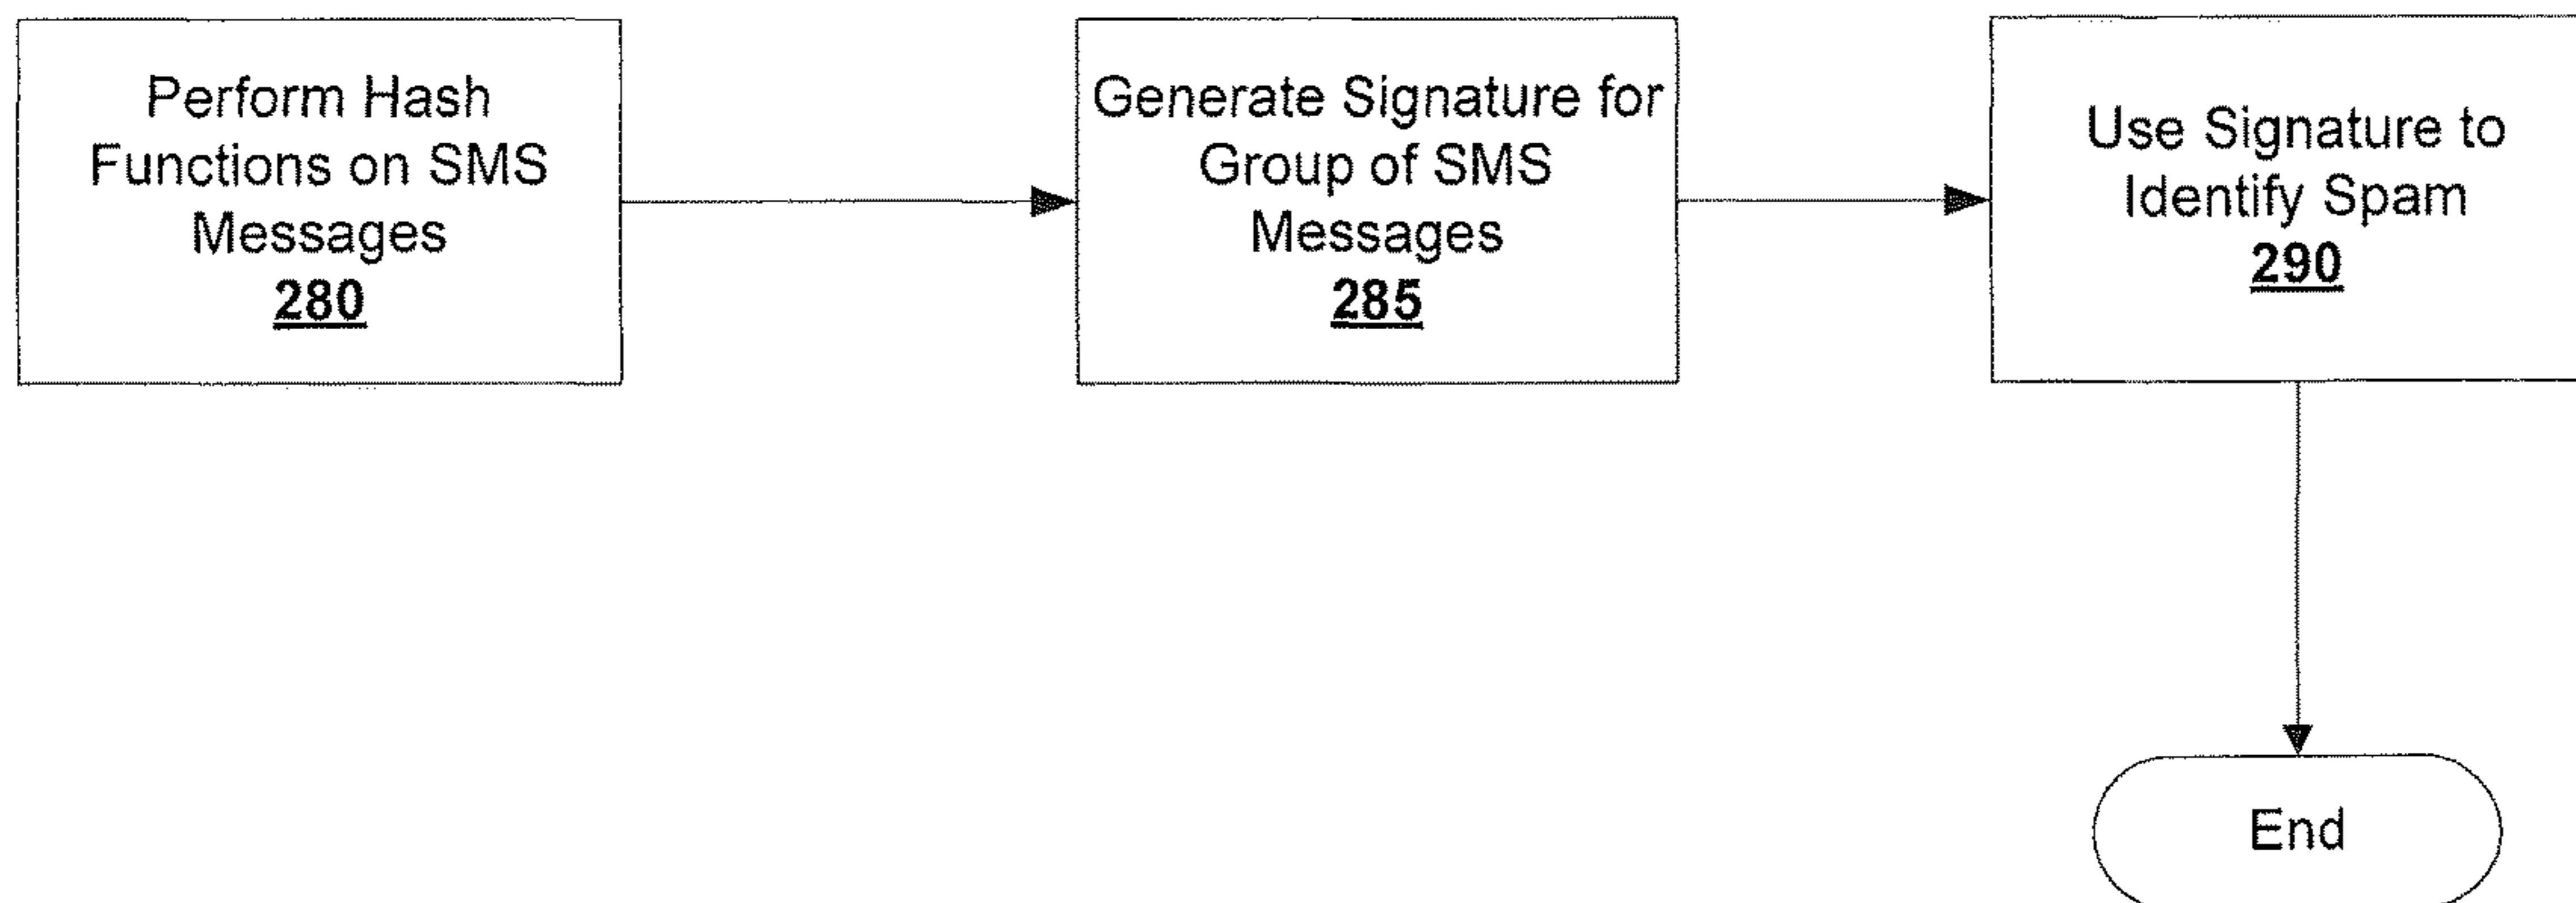 Perform Hash
Functions on SMS
Messages
280
Generate Signature for
Group of SMS
Messages
285
Use Signature to
Identify Spam
290
End